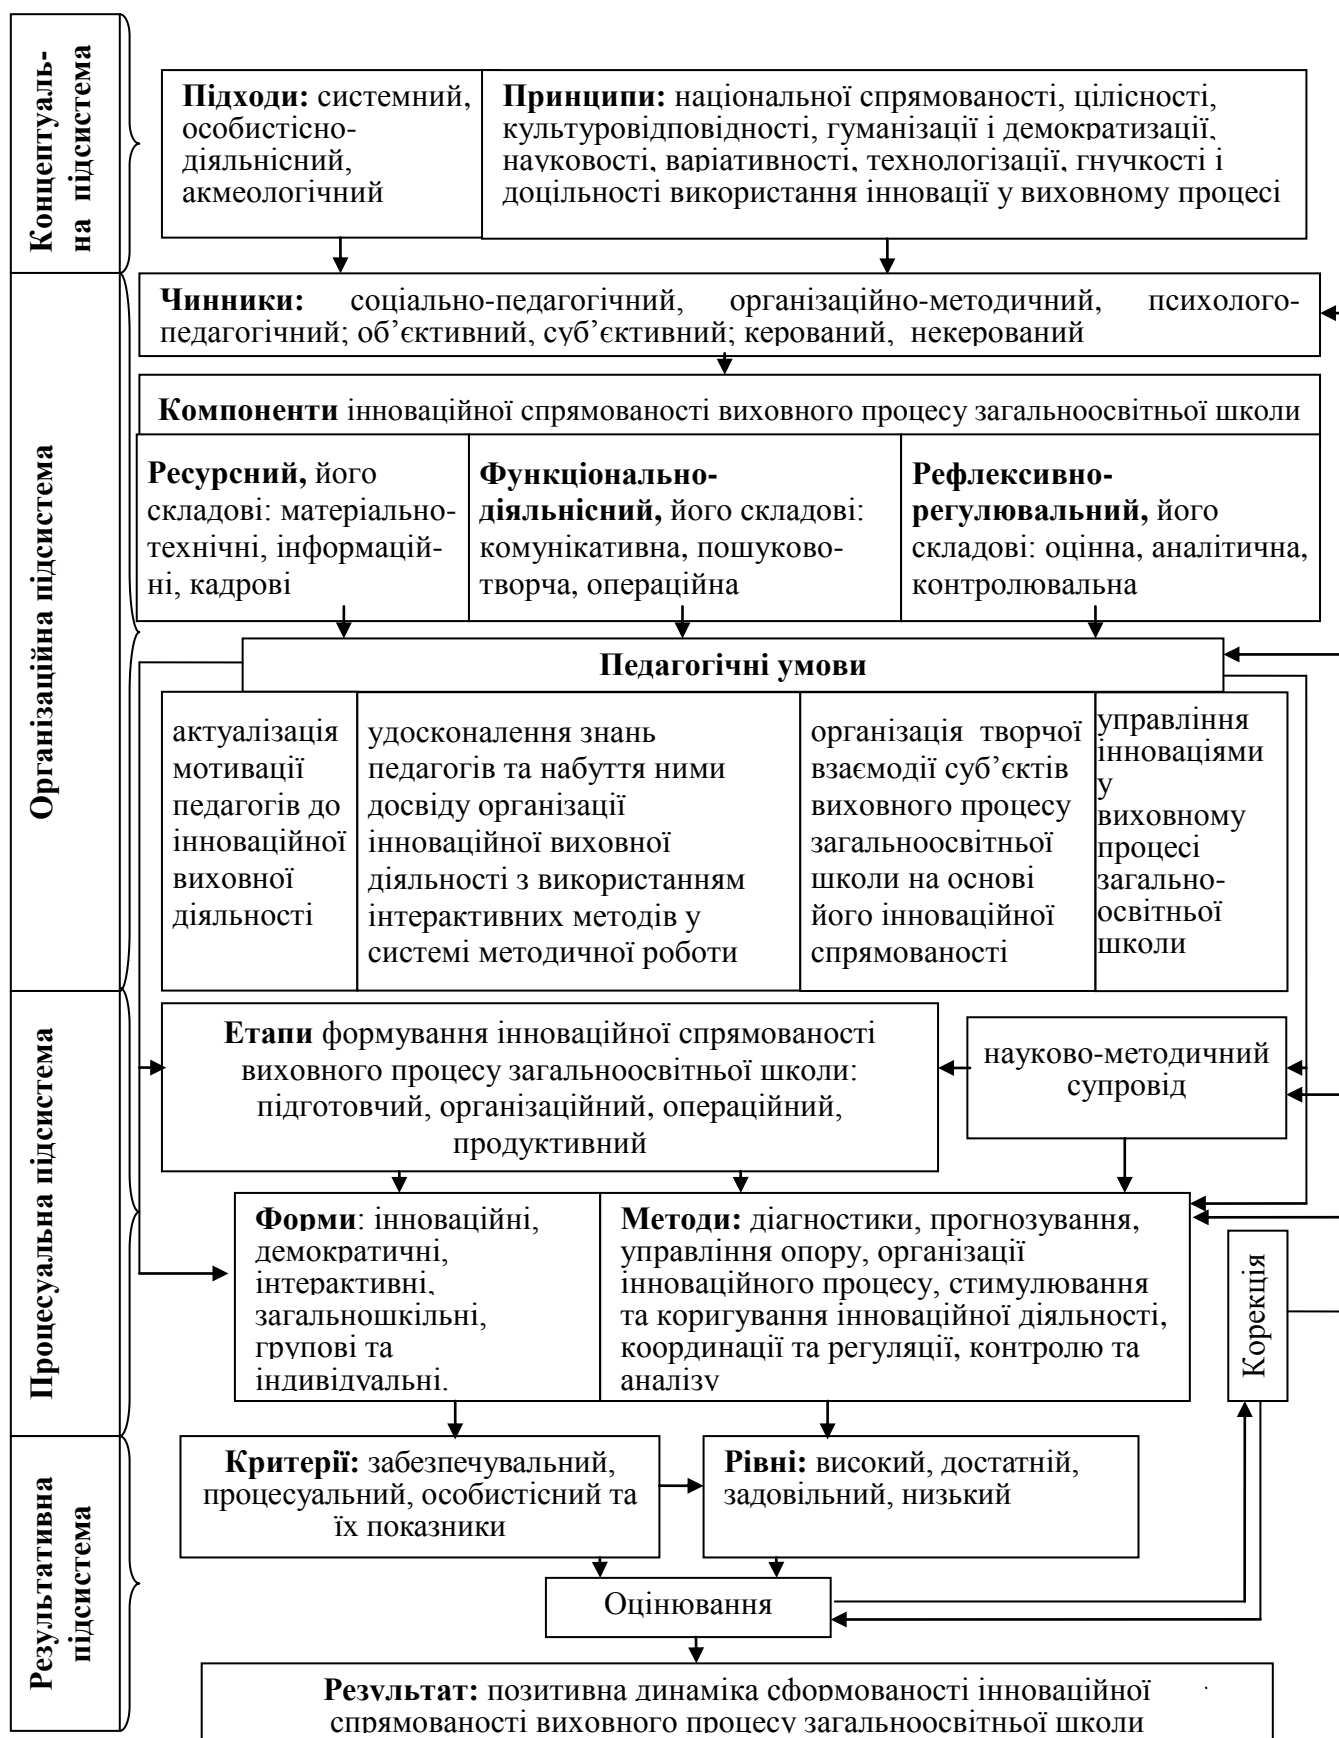 Концептуаль-
на підсистема
Підходи: системний,
особистісно-
діяльнісний,
акмеологічний
Принципи: національної спрямованості, цілісності,
культуровідповідності, гуманізації і демократизації,
науковості, варіативності, технологізації, гнучкості і
доцільності використання інновації у виховному процесі
Організаційна підсистема
Чинники: соціально-педагогічний, організаційно-методичний, психолого-
педагогічний; об’єктивний, суб’єктивний; керований, некерований
Компоненти інноваційної спрямованості виховного процесу загальноосвітньої школи
Ресурсний, його
складові: матеріально-
технічні, інформацій-
ні, кадрові
Функціонально-
діяльнісний, його складові:
комунікативна, пошуково-
творча, операційна
Рефлексивно-
регулювальний, його
складові: оцінна, аналітична,
контролювальна
Педагогічні умови
актуалізація
мотивації
педагогів до
інноваційної
виховної
діяльності
удосконалення знань
педагогів та набуття ними
досвіду організації
інноваційної виховної
діяльності з використанням
інтерактивних методів у
системі методичної роботи
організація творчої
взаємодії суб’єктів
виховного процесу
загальноосвітньої
школи на основі
його інноваційної
спрямованості
управління
інноваціями
у
виховному
процесі
загально-
освітньої
школи
Процесуальна підсистема
Етапи формування інноваційної спрямованості
виховного процесу загальноосвітньої школи:
підготовчий, організаційний, операційний,
продуктивний
науково-методичний
супровід
Форми: інноваційні,
демократичні,
інтерактивні,
загальношкільні,
групові та
індивідуальні.
Методи: діагностики, прогнозування,
управління опору, організації
інноваційного процесу, стимулювання
та коригування інноваційної діяльності,
координації та регуляції, контролю та
аналізу
Корекція
Результативна
підсистема
Критерії: забезпечувальний,
процесуальний, особистісний та
їх показники
Рівні: високий, достатній,
задовільний, низький
Оцінювання
Результат: позитивна динаміка сформованості інноваційної
спрямованості виховного процесу загальноосвітньої школи